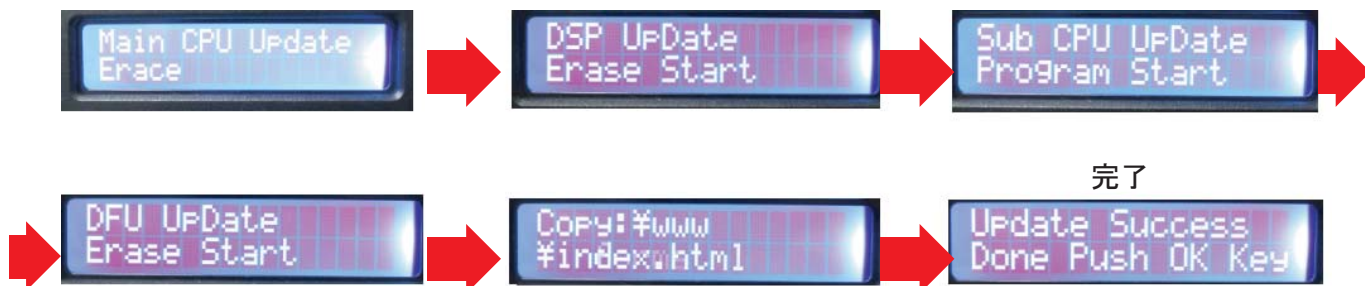 Main CPU Update
Erace
DSP UpDate
Erase Start
Sub CPU UpDate
Program Start
DFU UpDate
Erase Start
Copy:¥www
¥index.html
完了
Update Success
Done Push OK Key